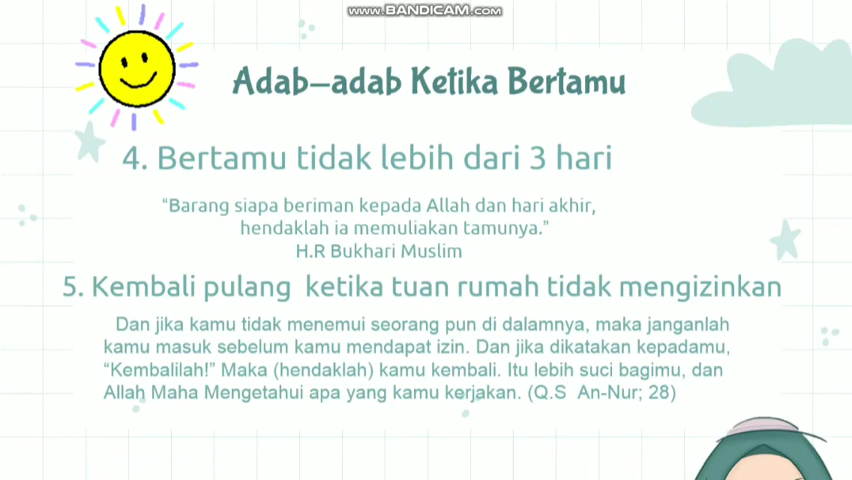 www.BANDICAM.com
Adab-adab Ketika Bertamu
4. Bertamu tidak lebih dari 3 hari
“Barang siapa beriman kepada Allah dan hari akhir,
hendaklah ia memuliakan tamunya.”
H.R Bukhari Muslim
5. Kembali pulang ketika tuan rumah tidak mengizinkan
Dan jika kamu tidak menemui seorang pun di dalamnya, maka janganlah
kamu masuk sebelum kamu mendapat izin. Dan jika dikatakan kepadamu,
“Kembalilah!” Maka (hendaklah) kamu kembali. Itu lebih suci bagimu, dan
Allah Maha Mengetahui apa yang kamu kerjakan. (Q.S An-Nur; 28)